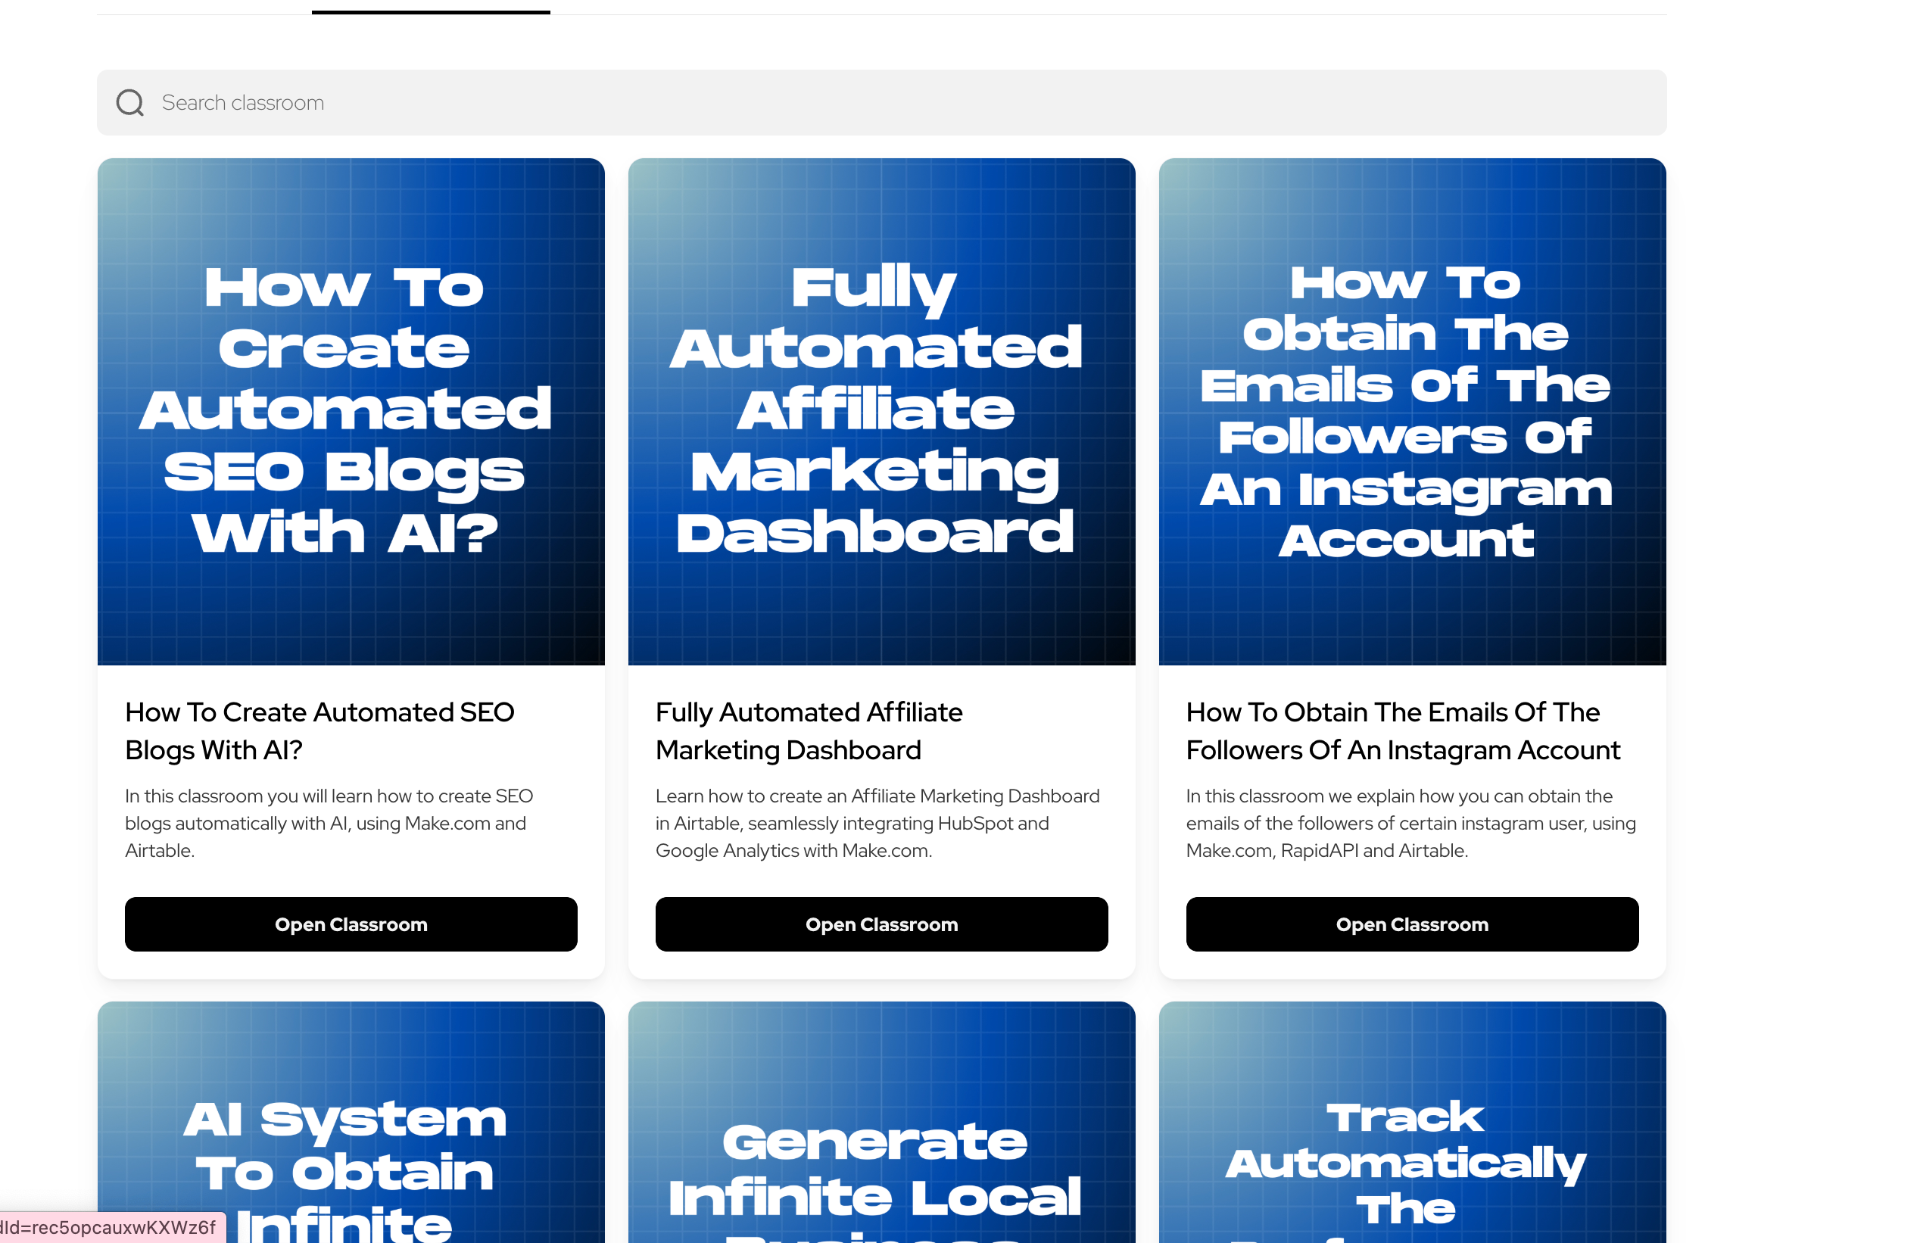 Search classroom
How To
Create
Automated
SEO Blogs
With AI?
Fully
Automated
Affiliate
Marketing
Dashboard
How To
Obtain The
Emails Of The
Followers Of
An Instagram
Account
How To Create Automated SEO
Blogs With AI?
In this classroom you will learn how to create SEO
blogs automatically with AI, using Make.com and
Airtable.
Open Classroom
Fully Automated Affiliate
Marketing Dashboard
Learn how to create an Affiliate Marketing Dashboard
in Airtable, seamlessly integrating HubSpot and
Google Analytics with Make.com.
Open Classroom
How To Obtain The Emails Of The
Followers Of An Instagram Account
In this classroom we explain how you can obtain the
emails of the followers of certain instagram user, using
Make.com, RapidAPI and Airtable.
Open Classroom
AI System
To Obtain
Infinite
Generate
Infinite Local
Track
Automatically
The
dId=rec5opcauxwKXWz6f